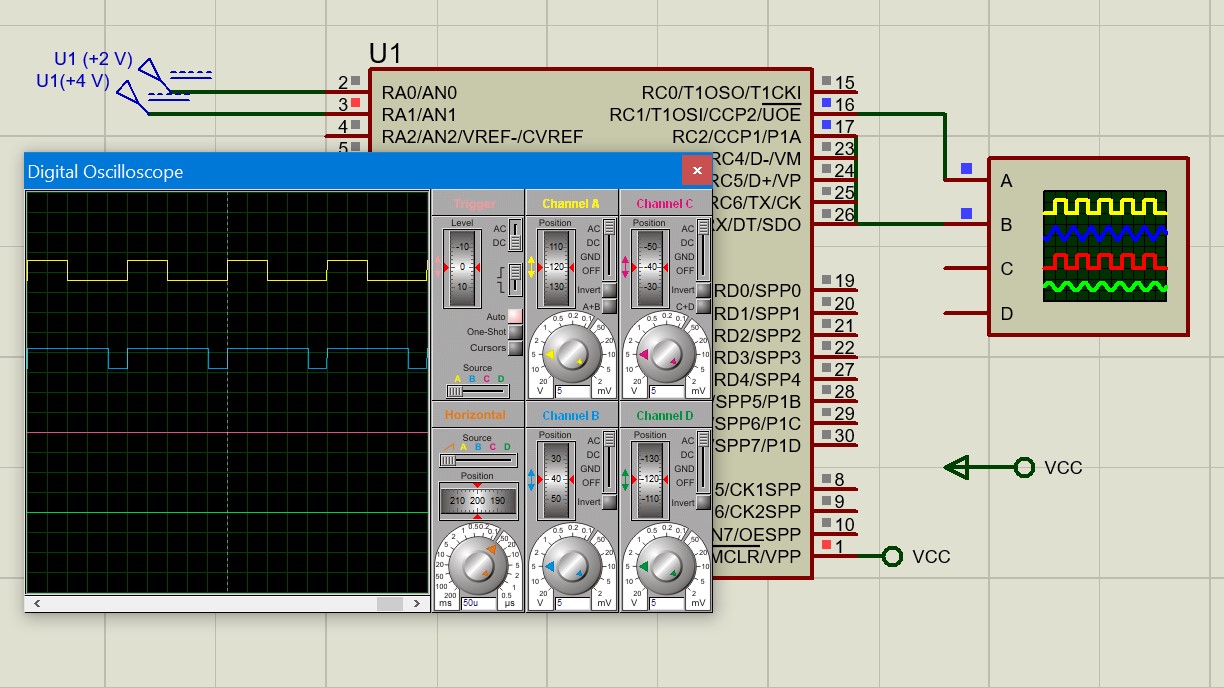 U1
U1 (+2 V)
U1(+4 V)
2
RA0/AN0
RC0/T1OSO/T1CKI
15
3
RA1/AN1
RC1/T1OSI/CCP2/UOE
16
4
RA2/AN2/VREF-/CVREF
RC2/CCP1/P1A
17
5
RC4/D-/VM
23
RC5/D+/VP
24
RC6/TX/CK
25
X/DT/SDO
26
RD0/SPP0
19
RD1/SPP1
20
RD2/SPP2
21
RD3/SPP3
22
RD4/SPP4
27
/SPP5/P1B
28
/SPP6/P1C
29
/SPP7/P1D
30
5/CK1SPP
8
6/CK2SPP
9
N7/OESPP
10
MCLR/VPP
1
VCC
VCC
A
B
C
D
Digital Oscilloscope
Trigger
Level
AC
DC
-10
0
10
Auto
One-Shot
Cursors
Source
A B C D
Channel A
Position
AC
DC
GND
OFF
110
120
130
Invert
A+B
V
5
mV
Channel C
Position
AC
DC
GND
OFF
-50
-40
-30
Invert
C+D
V
5
mV
Horizontal
Source
A B C D
Position
210 200 190
ms
50u
µs
Channel B
Position
AC
DC
GND
OFF
30
40
50
Invert
V
5
mV
Channel D
Position
AC
DC
GND
OFF
-130
-120
-110
Invert
V
5
mV